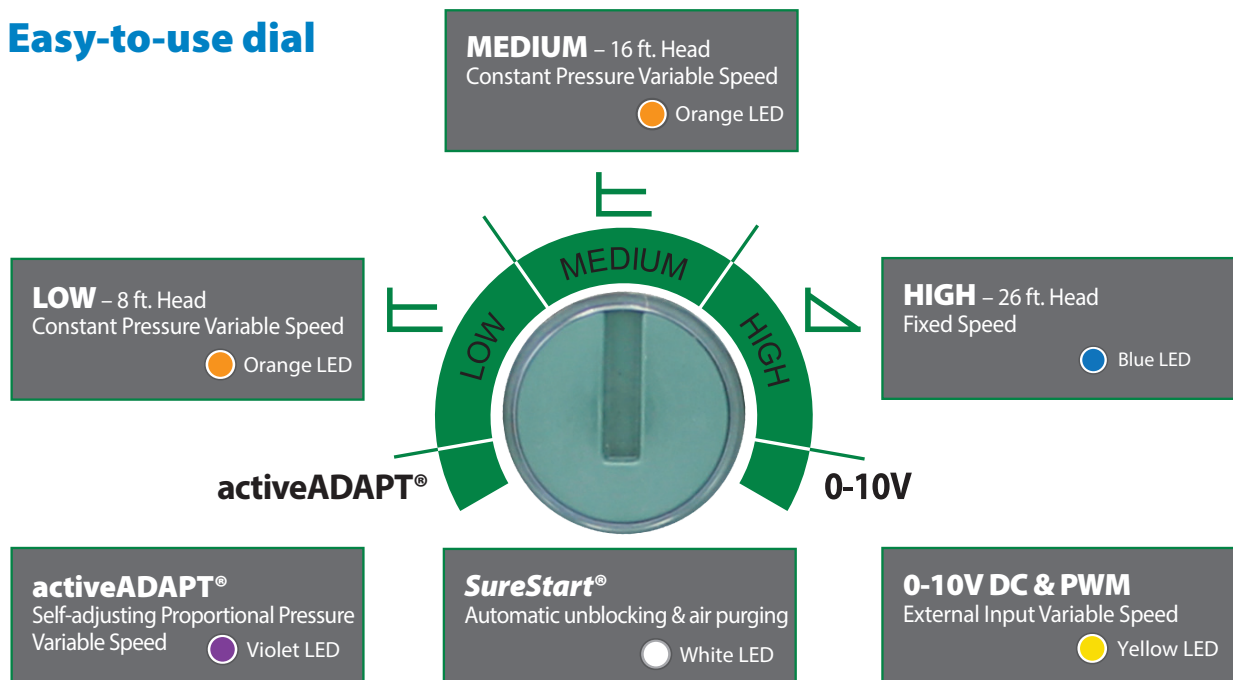 Easy-to-use dial
MEDIUM – 16 ft. Head
Constant Pressure Variable Speed
Orange LED
LOW – 8 ft. Head
Constant Pressure Variable Speed
Orange LED
LOW
MEDIUM
HIGH
HIGH – 26 ft. Head
Fixed Speed
Blue LED
activeADAPT®
0-10V
activeADAPT®
Self-adjusting Proportional Pressure
Variable Speed
Violet LED
SureStart®
Automatic unblocking & air purging
White LED
0-10V DC & PWM
External Input Variable Speed
Yellow LED